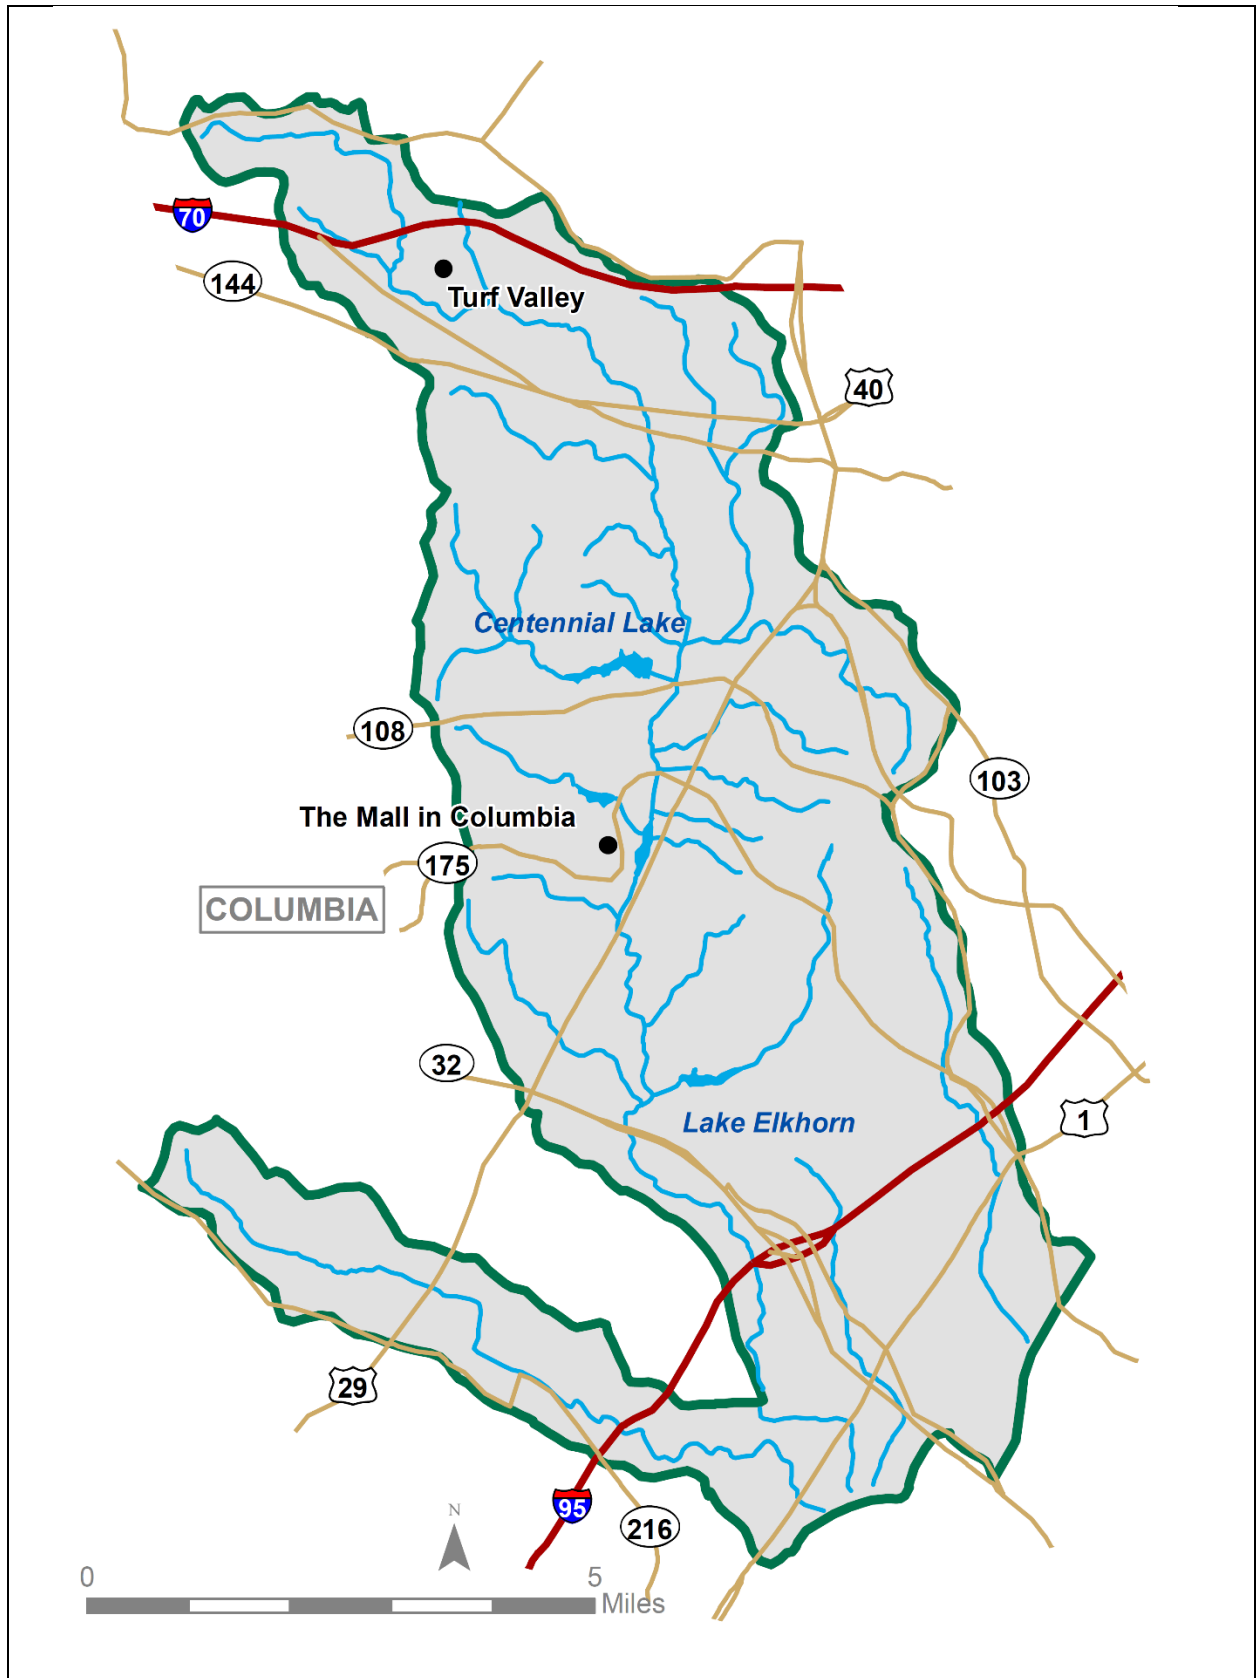 70
144
Turf Valley
40
Centennial Lake
108
103
The Mall in Columbia
175
COLUMBIA
32
1
Lake Elkhorn
29
95
216
N
0
5
Miles